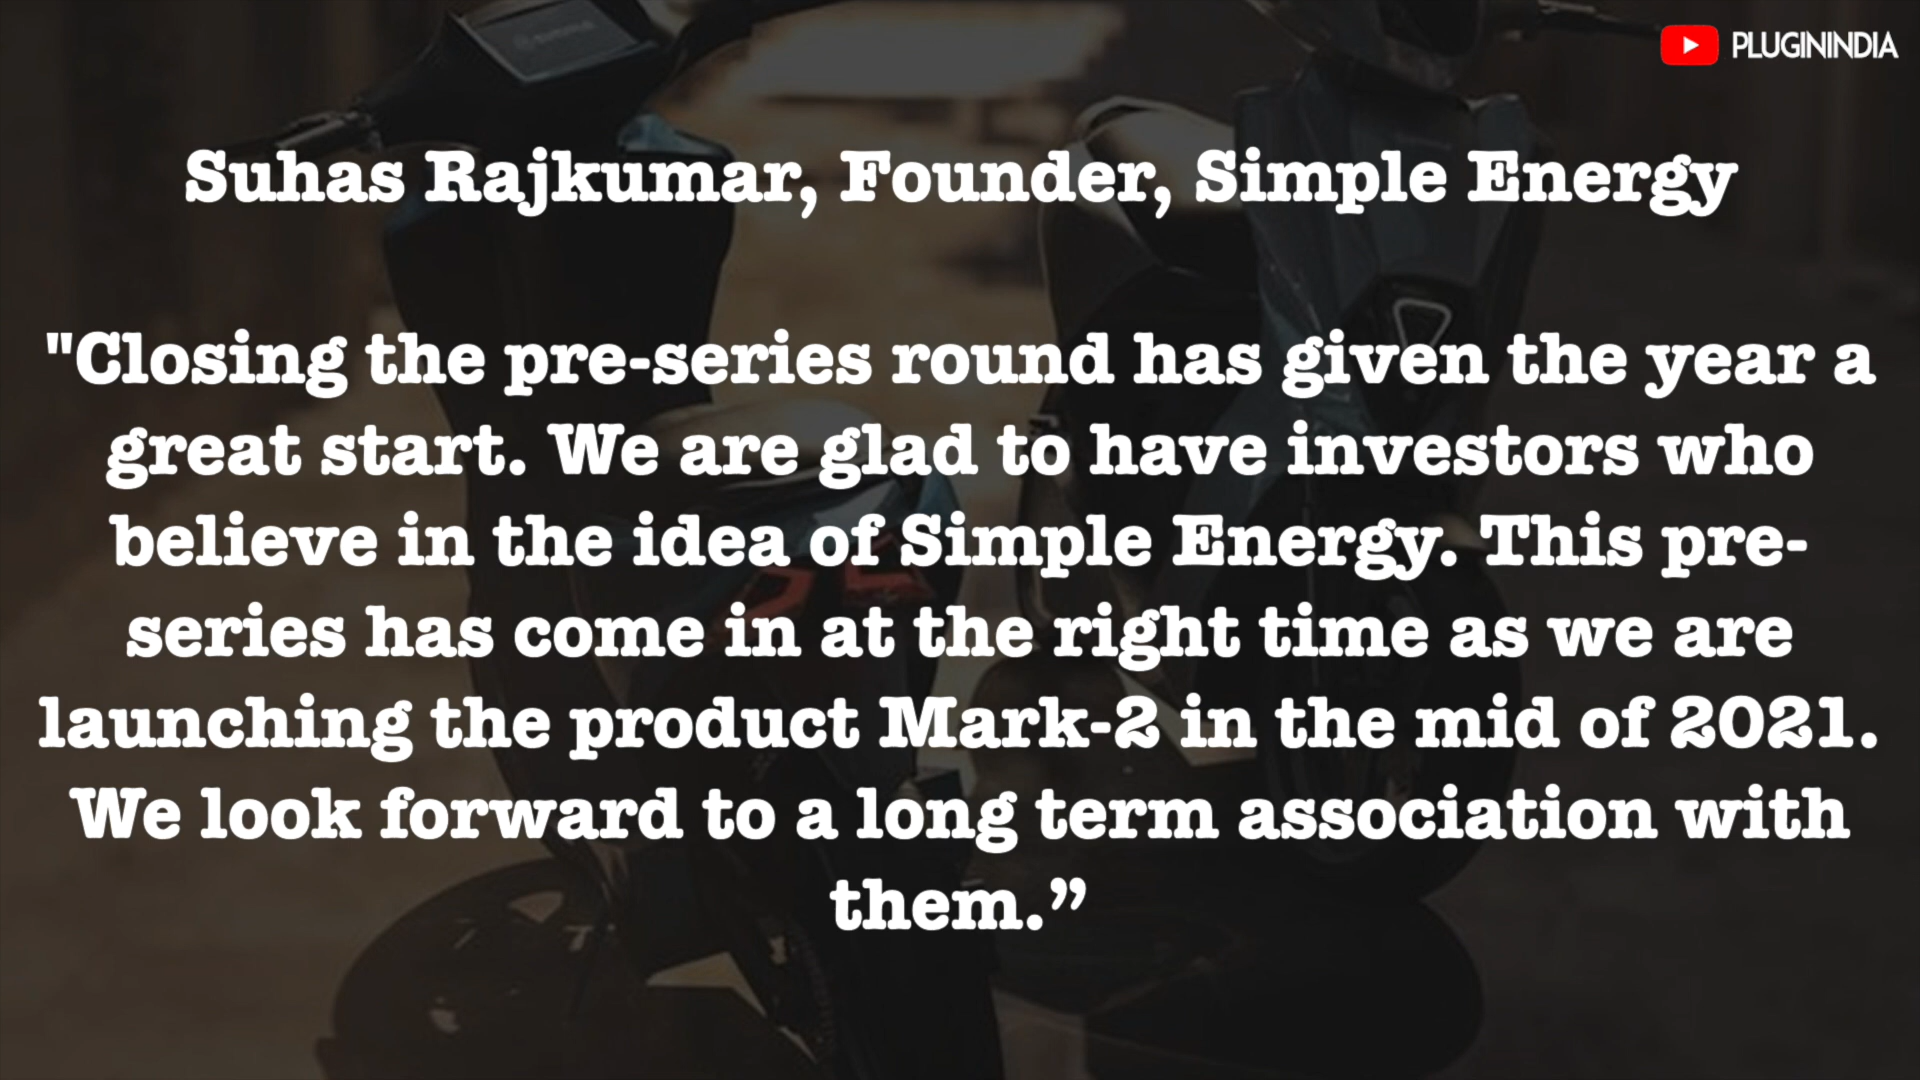 PLUGININDIA
Suhas Rajkumar, Founder, Simple Energy
"Closing the pre-series round has given the year a
great start. We are glad to have investors who
believe in the idea of Simple Energy. This pre-
series has come in at the right time as we are
launching the product Mark-2 in the mid of 2021.
We look forward to a long term association with
them.”